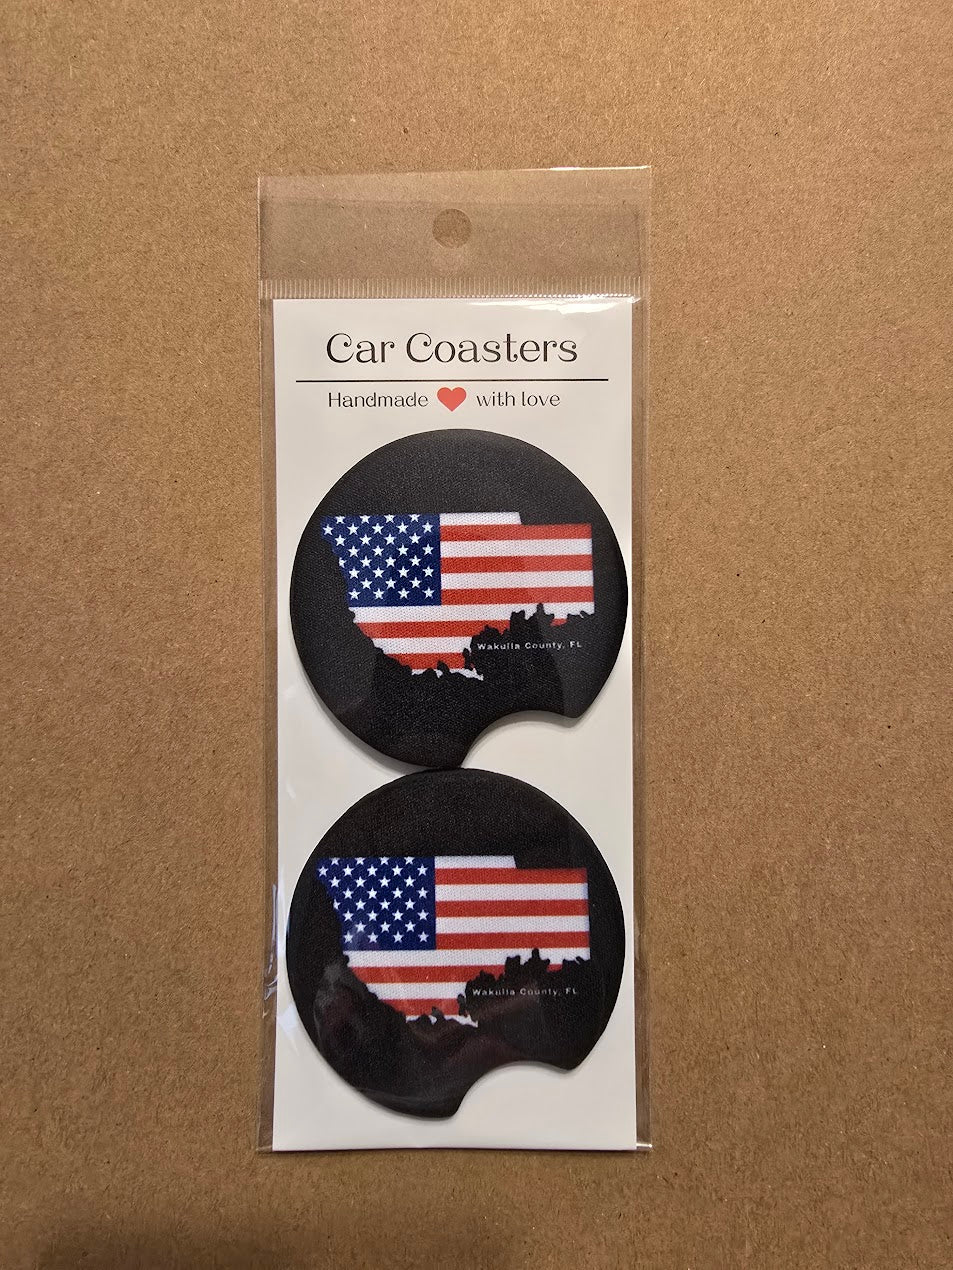 Car Coasters
Handmade ❤ with love
Wakulla County, FL
Wakulla County, FL